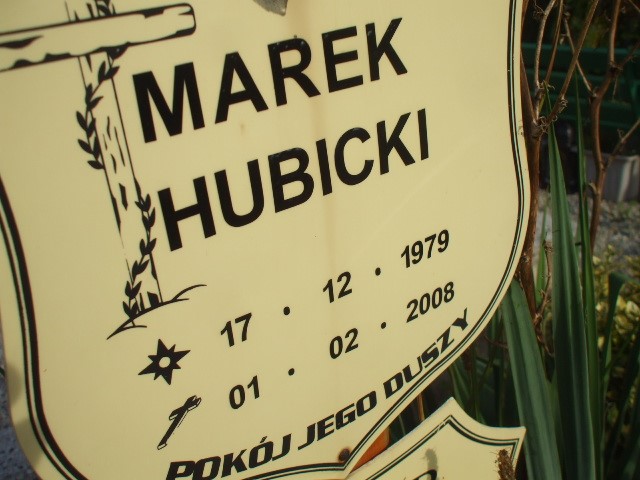 MAREK
HUBICKI
17 • 12 • 1979
01 • 02 • 2008
POKÓJ JEGO DUSZY